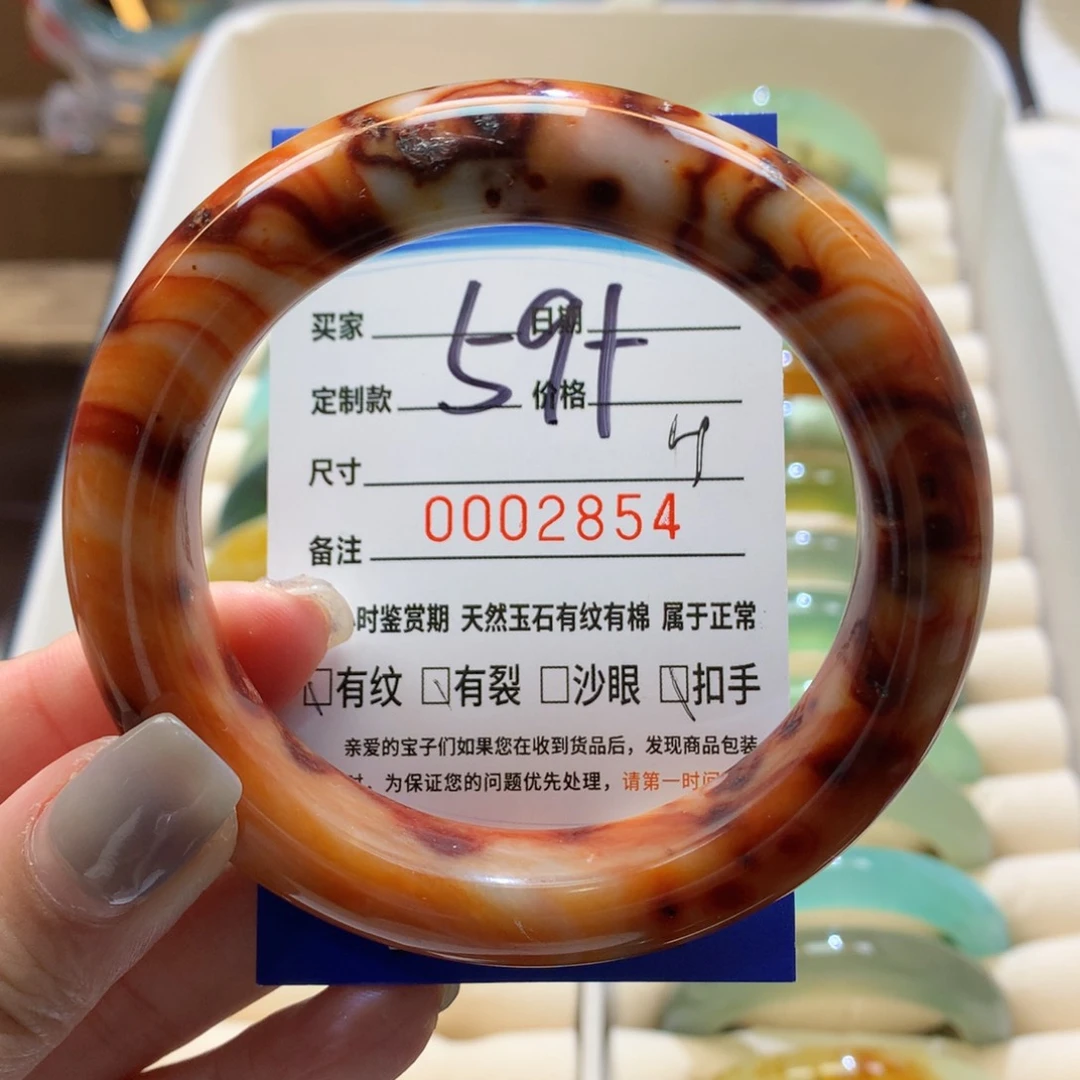 买家 日期
59+
定制款 价格
尺寸
0002854
备注
时鉴赏期 天然玉石有纹有棉 属于正常
□有纹 □有裂 □沙眼 □扣手
亲爱的宝子们如果您在收到货品后，发现商品包装
时、为保证您的问题优先处理，请第一时间